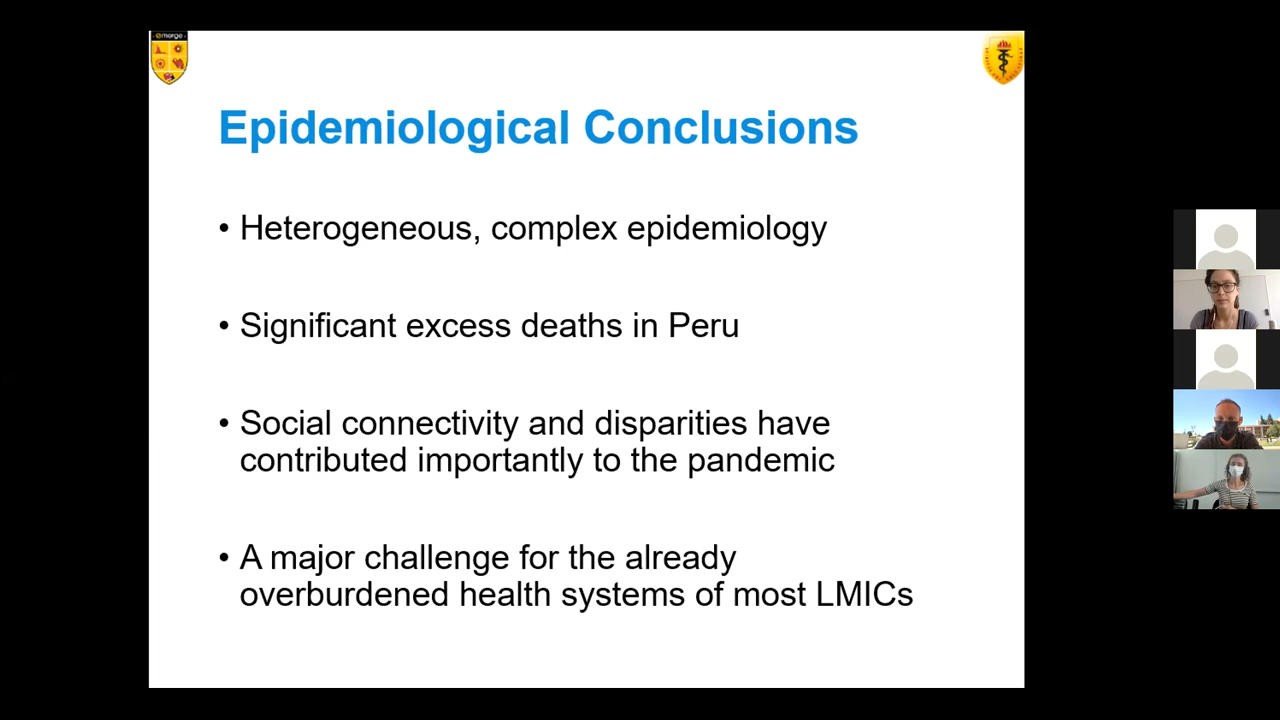 emerge
Epidemiological Conclusions
• Heterogeneous, complex epidemiology
• Significant excess deaths in Peru
• Social connectivity and disparities have
contributed importantly to the pandemic
• A major challenge for the already
overburdened health systems of most LMICs